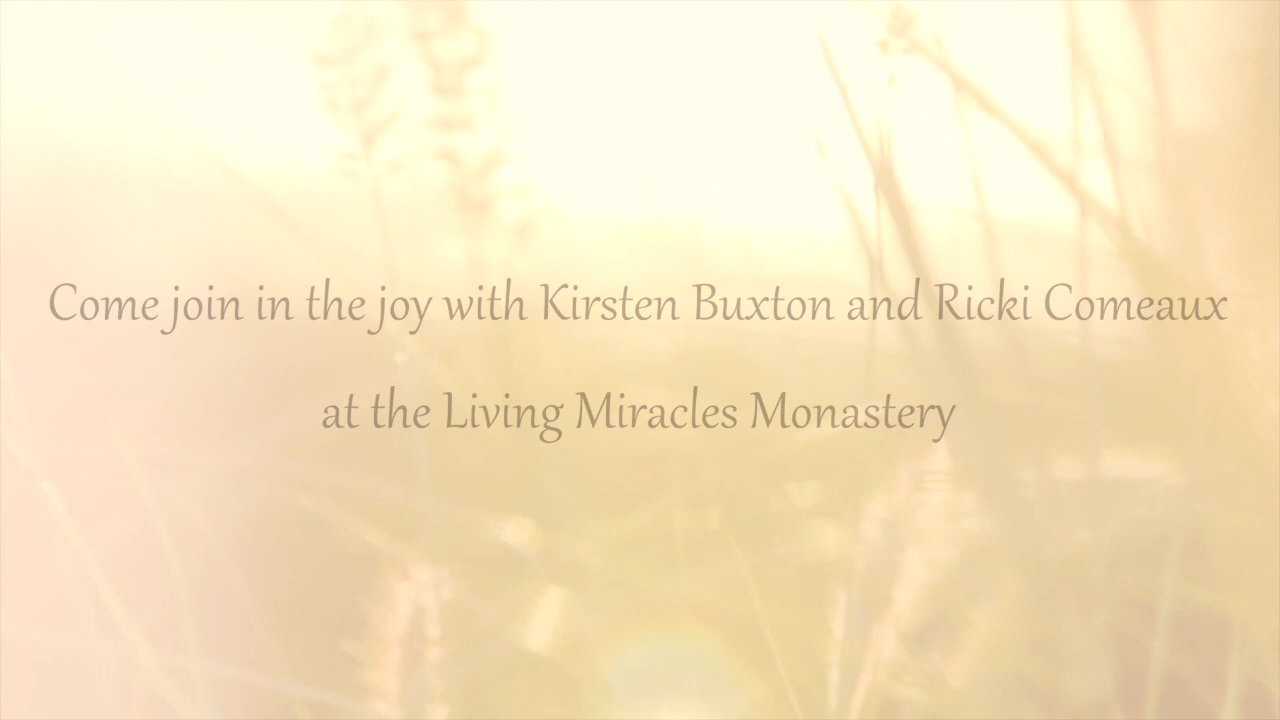 Come join in the joy with Kirsten Buxton and Ricki Comeaux
at the Living Miracles Monastery